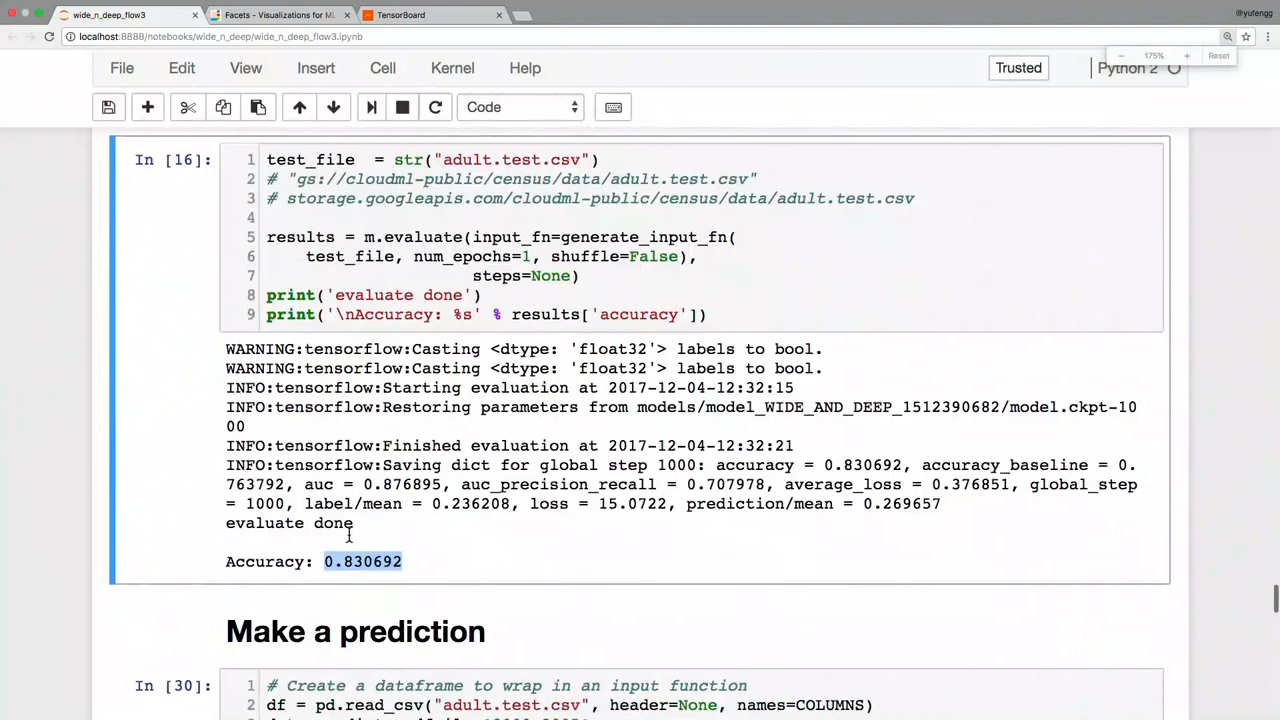 wide_n_deep_flow3
Facets - Visualizations for ML
TensorBoard
@yufengg
localhost:8888/notebooks/wide_n_deep/wide_n_deep_flow3.ipynb
175%
Reset
File Edit View Insert Cell Kernel Help
Trusted
Python 2
Code
In [16]:
1 test_file  = str("adult.test.csv")
2 # "gs://cloudml-public/census/data/adult.test.csv"
3 # storage.googleapis.com/cloudml-public/census/data/adult.test.csv
4
5 results = m.evaluate(input_fn=generate_input_fn(
6     test_file, num_epochs=1, shuffle=False),
7                      steps=None)
8 print('evaluate done')
9 print('\nAccuracy: %s' % results['accuracy'])
WARNING:tensorflow:Casting <dtype: 'float32'> labels to bool.
WARNING:tensorflow:Casting <dtype: 'float32'> labels to bool.
INFO:tensorflow:Starting evaluation at 2017-12-04-12:32:15
INFO:tensorflow:Restoring parameters from models/model_WIDE_AND_DEEP_1512390682/model.ckpt-10
00
INFO:tensorflow:Finished evaluation at 2017-12-04-12:32:21
INFO:tensorflow:Saving dict for global step 1000: accuracy = 0.830692, accuracy_baseline = 0.
763792, auc = 0.876895, auc_precision_recall = 0.707978, average_loss = 0.376851, global_step
= 1000, label/mean = 0.236208, loss = 15.0722, prediction/mean = 0.269657
evaluate done
Accuracy: 0.830692
Make a prediction
In [30]:
1 # Create a dataframe to wrap in an input function
2 df = pd.read_csv("adult.test.csv", header=None, names=COLUMNS)